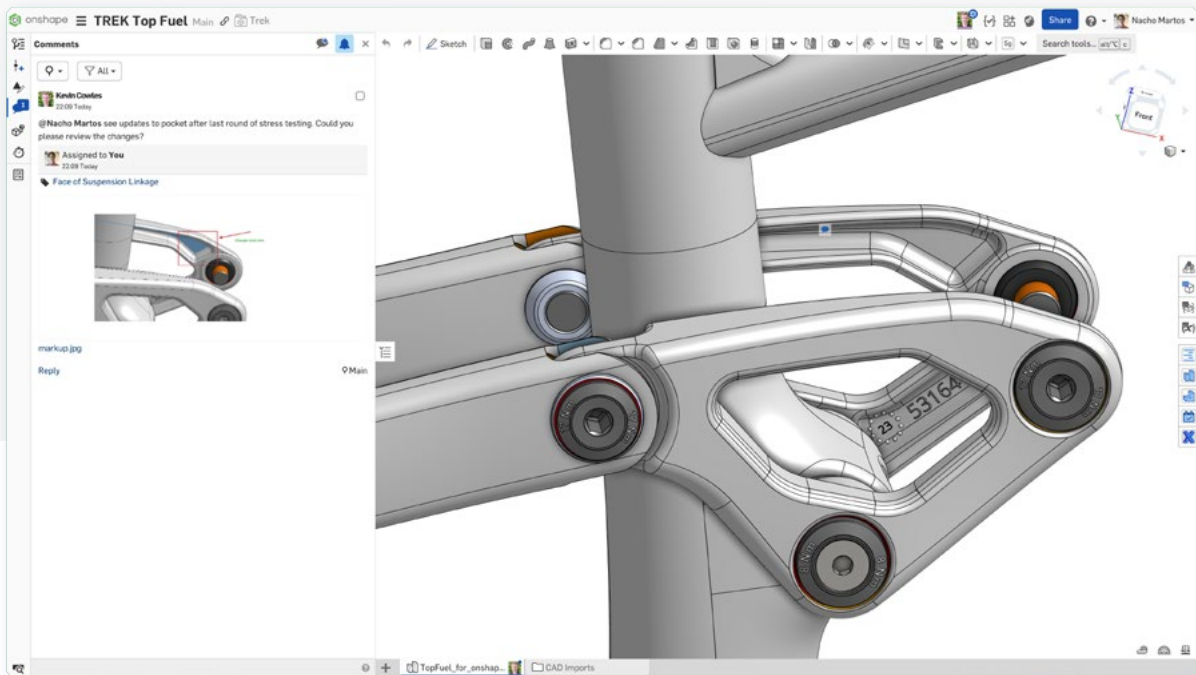 onshape TREK Top Fuel Main Trek
Share Nacho Martos
Comments
Sketch
Search tools...
All
Kevin Cowles
22:09 Today
@Nacho Martos see updates to pocket after last round of stress testing. Could you
please review the changes?
Assigned to You
22:09 Today
Face of Suspension Linkage
markup.jpg
Reply Main
Z
Front
X
53164
23
TopFuel_for_onshap...
CAD Imports